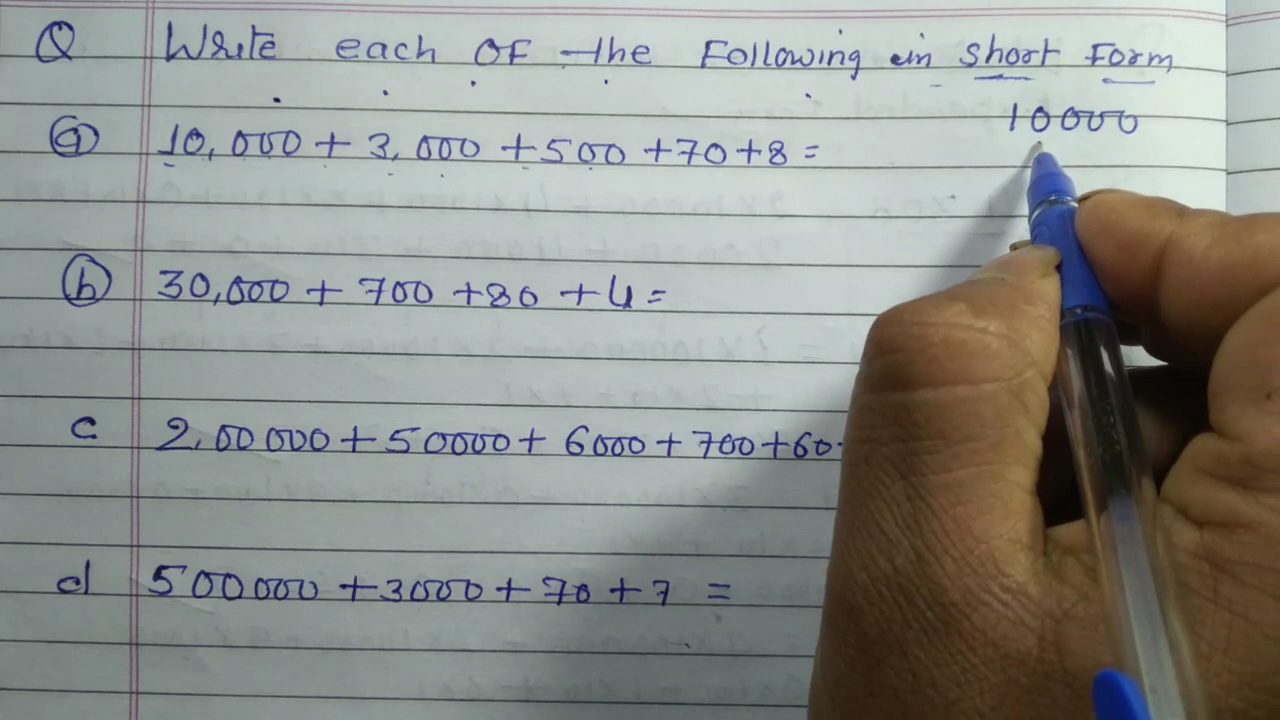 Q Write each OF the Following in short Form
10000
a 10,000 + 3,000 + 500 + 70 + 8 =
b 30,000 + 700 + 80 + 4 =
c 2,00000 + 50000 + 6000 + 700 + 60
d 500000 + 3000 + 70 + 7 =